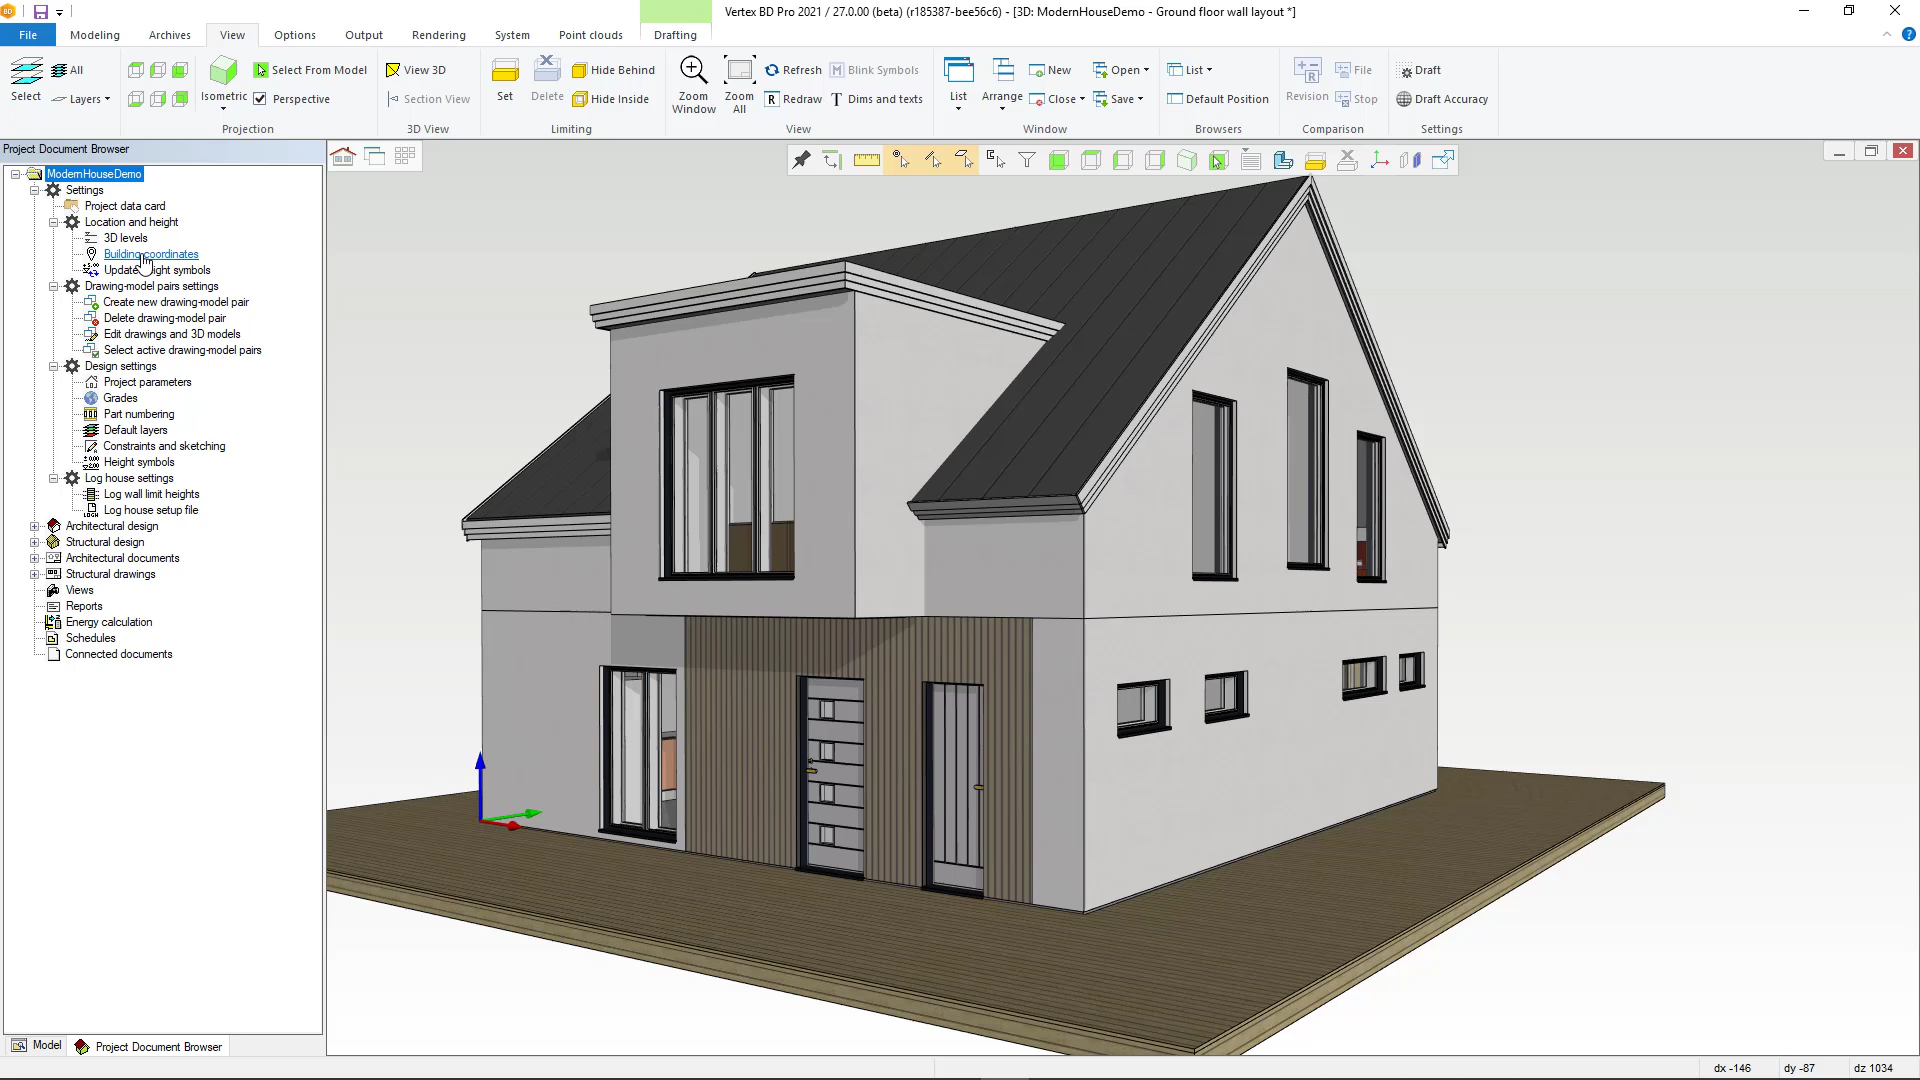 BD
Vertex BD Pro 2021 / 27.0.00 (beta) (r185387-bee56c6) - [3D: ModernHouseDemo - Ground floor wall layout *]
File Modeling Archives View Options Output Rendering System Point clouds Drafting
Select All Layers
Isometric Select From Model Perspective
View 3D Section View
Set Delete Hide Behind Hide Inside
Zoom Window Zoom All Refresh Redraw Blink Symbols Dims and texts
List Arrange New Close Open Save
List Default Position
Revision File Stop
Draft Draft Accuracy
Projection 3D View Limiting View Window Browsers Comparison Settings
Project Document Browser
ModernHouseDemo
Settings
Project data card
Location and height
3D levels
Building coordinates
Drawing-model pairs settings
Create new drawing-model pair
Delete drawing-model pair
Edit drawings and 3D models
Select active drawing-model pairs
Design settings
Project parameters
Grades
Part numbering
Default layers
Constraints and sketching
Height symbols
Log house settings
Log wall limit heights
Log house setup file
Architectural design
Structural design
Architectural documents
Structural drawings
Views
Reports
Energy calculation
Schedules
Connected documents
Model Project Document Browser
dx -146 dy -87 dz 1034